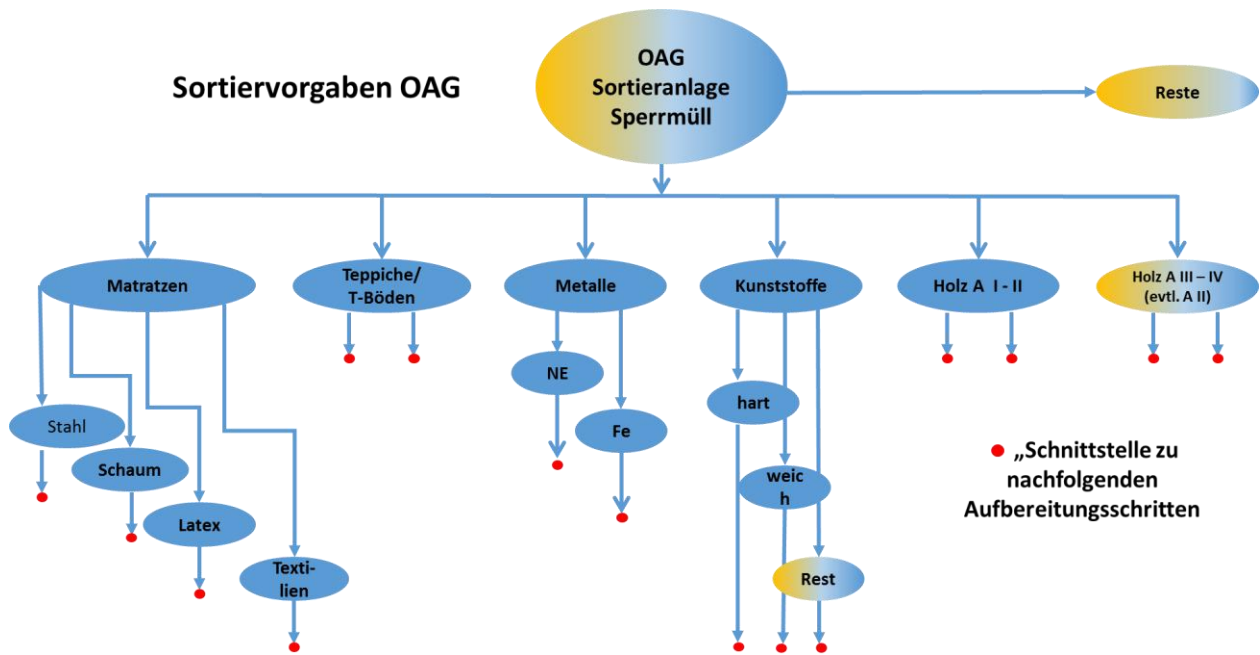 Sortiervorgaben OAG
OAG
Sortieranlage
Sperrmüll
Reste
Matratzen
Teppiche/
T-Böden
Metalle
Kunststoffe
Holz A  I - II
Holz A III – IV
(evtl. A II)
Stahl
Schaum
Latex
Texti-
lien
NE
Fe
hart
weic
h
Rest
„Schnittstelle zu
nachfolgenden
Aufbereitungsschritten